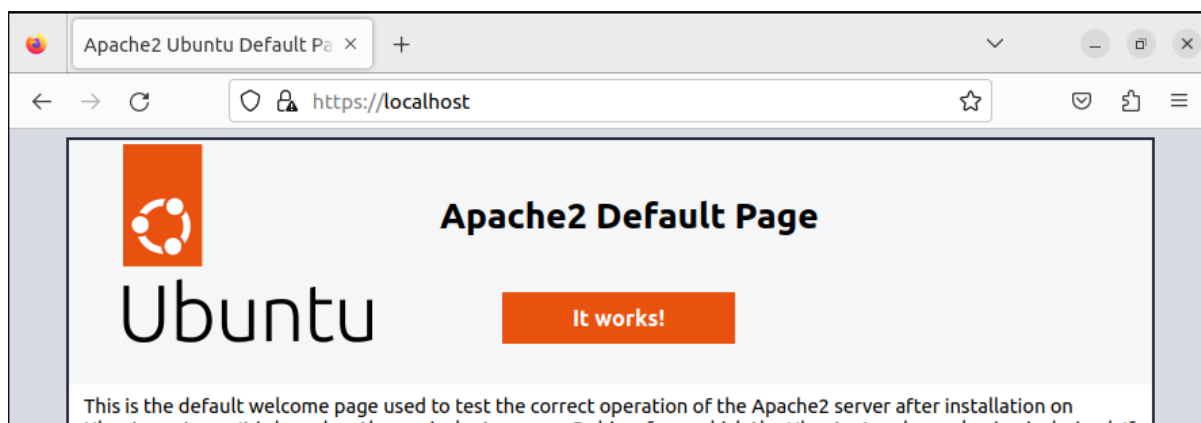 Apache2 Ubuntu Default Pa
https://localhost
Apache2 Default Page
Ubuntu
It works!
This is the default welcome page used to test the correct operation of the Apache2 server after installation on